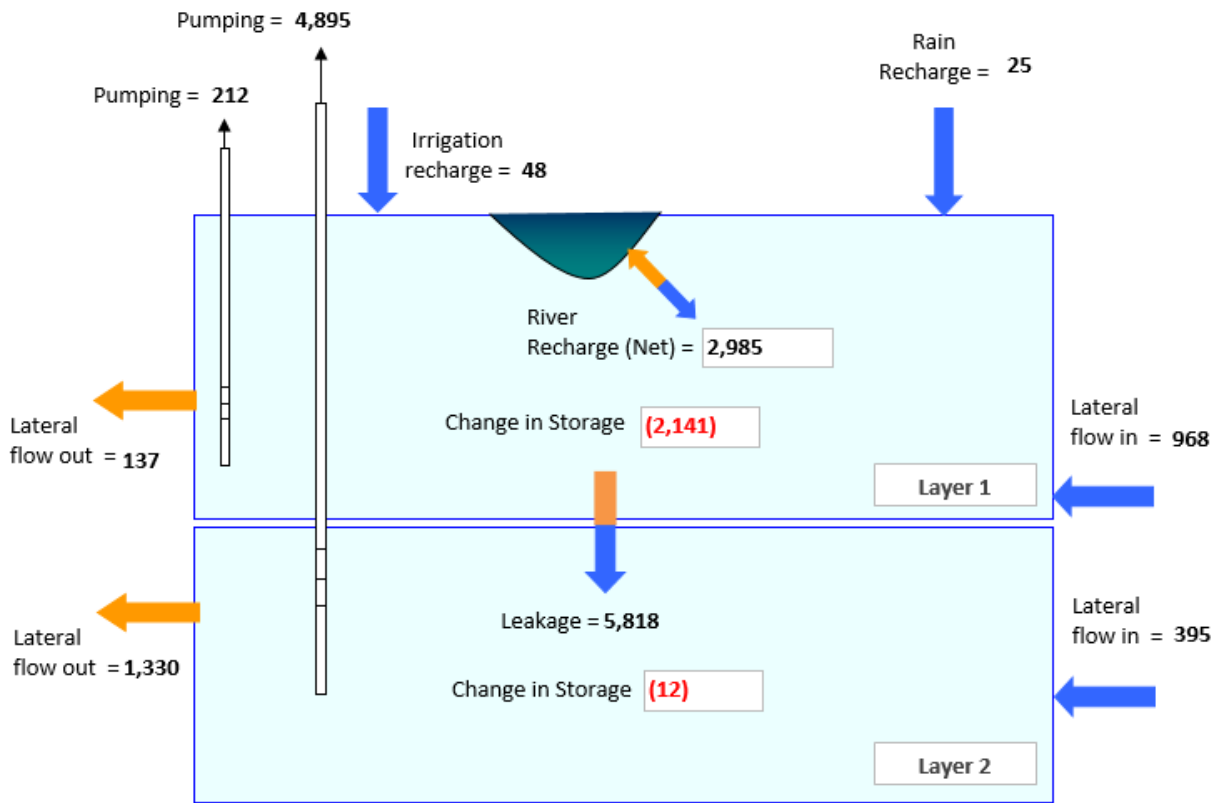 Pumping = 4,895
Pumping = 212
Rain
Recharge = 25
Irrigation
recharge = 48
River
Recharge (Net) = 2,985
Change in Storage (2,141)
Lateral
flow out = 137
Lateral
flow in = 968
Layer 1
Leakage = 5,818
Lateral
flow out = 1,330
Lateral
flow in = 395
Change in Storage (12)
Layer 2